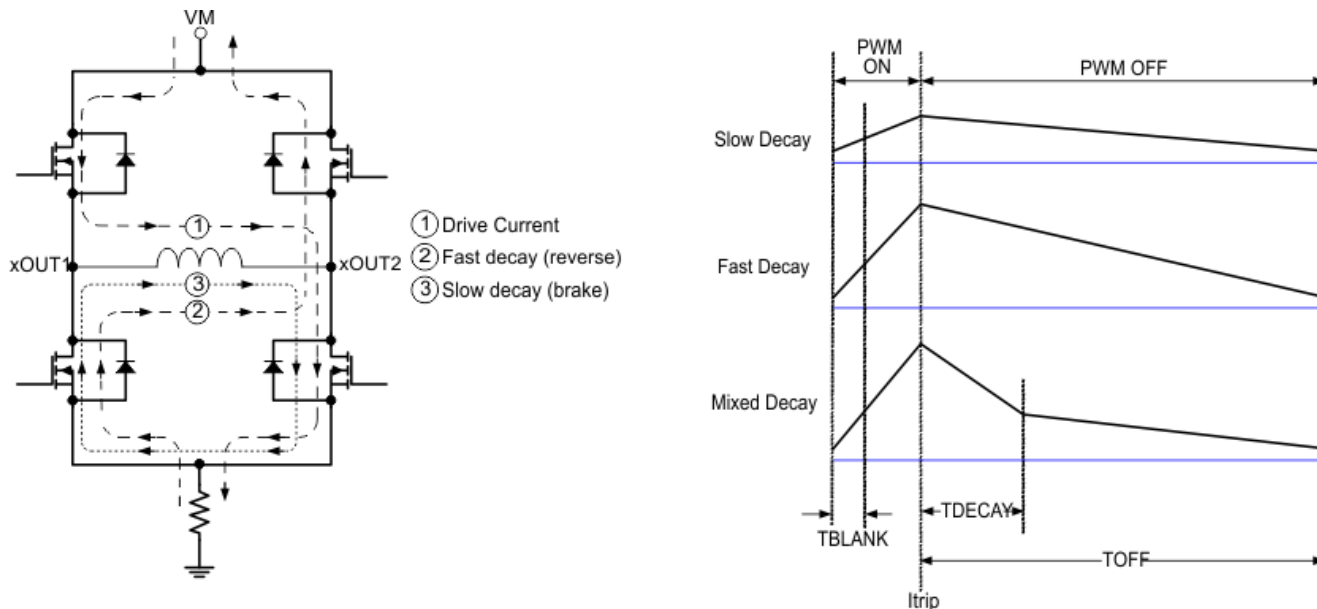 VM
xOUT1
xOUT2
1
3
2
1 Drive Current
2 Fast decay (reverse)
3 Slow decay (brake)
PWM
ON
PWM OFF
Slow Decay
Fast Decay
Mixed Decay
TBLANK
TDECAY
TOFF
Itrip